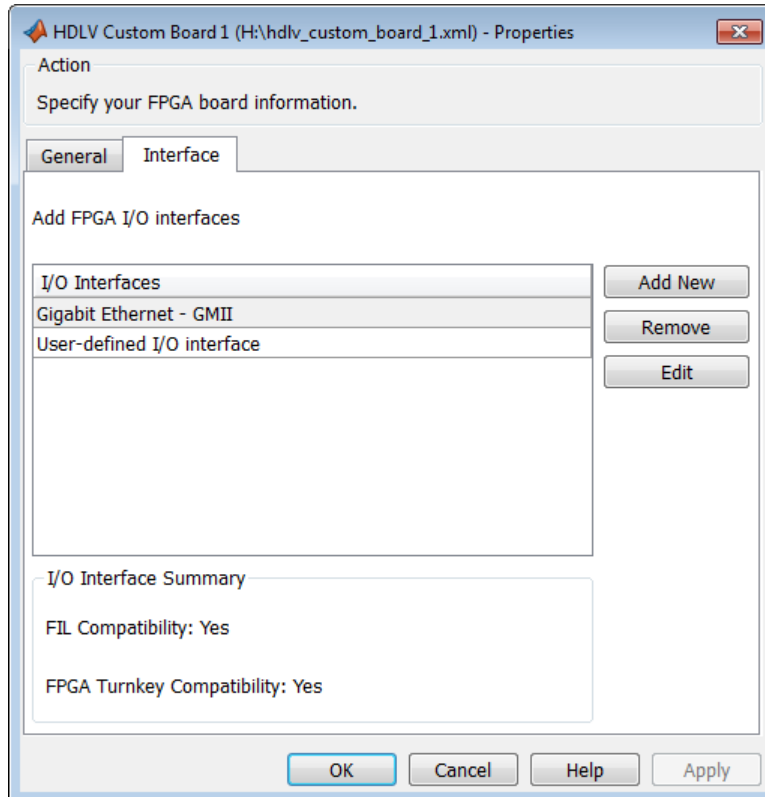 HDLV Custom Board 1 (H:\hdlv_custom_board_1.xml) - Properties
Action
Specify your FPGA board information.
General
Interface
Add FPGA I/O interfaces
I/O Interfaces
Gigabit Ethernet - GMII
User-defined I/O interface
Add New
Remove
Edit
I/O Interface Summary
FIL Compatibility: Yes
FPGA Turnkey Compatibility: Yes
OK
Cancel
Help
Apply